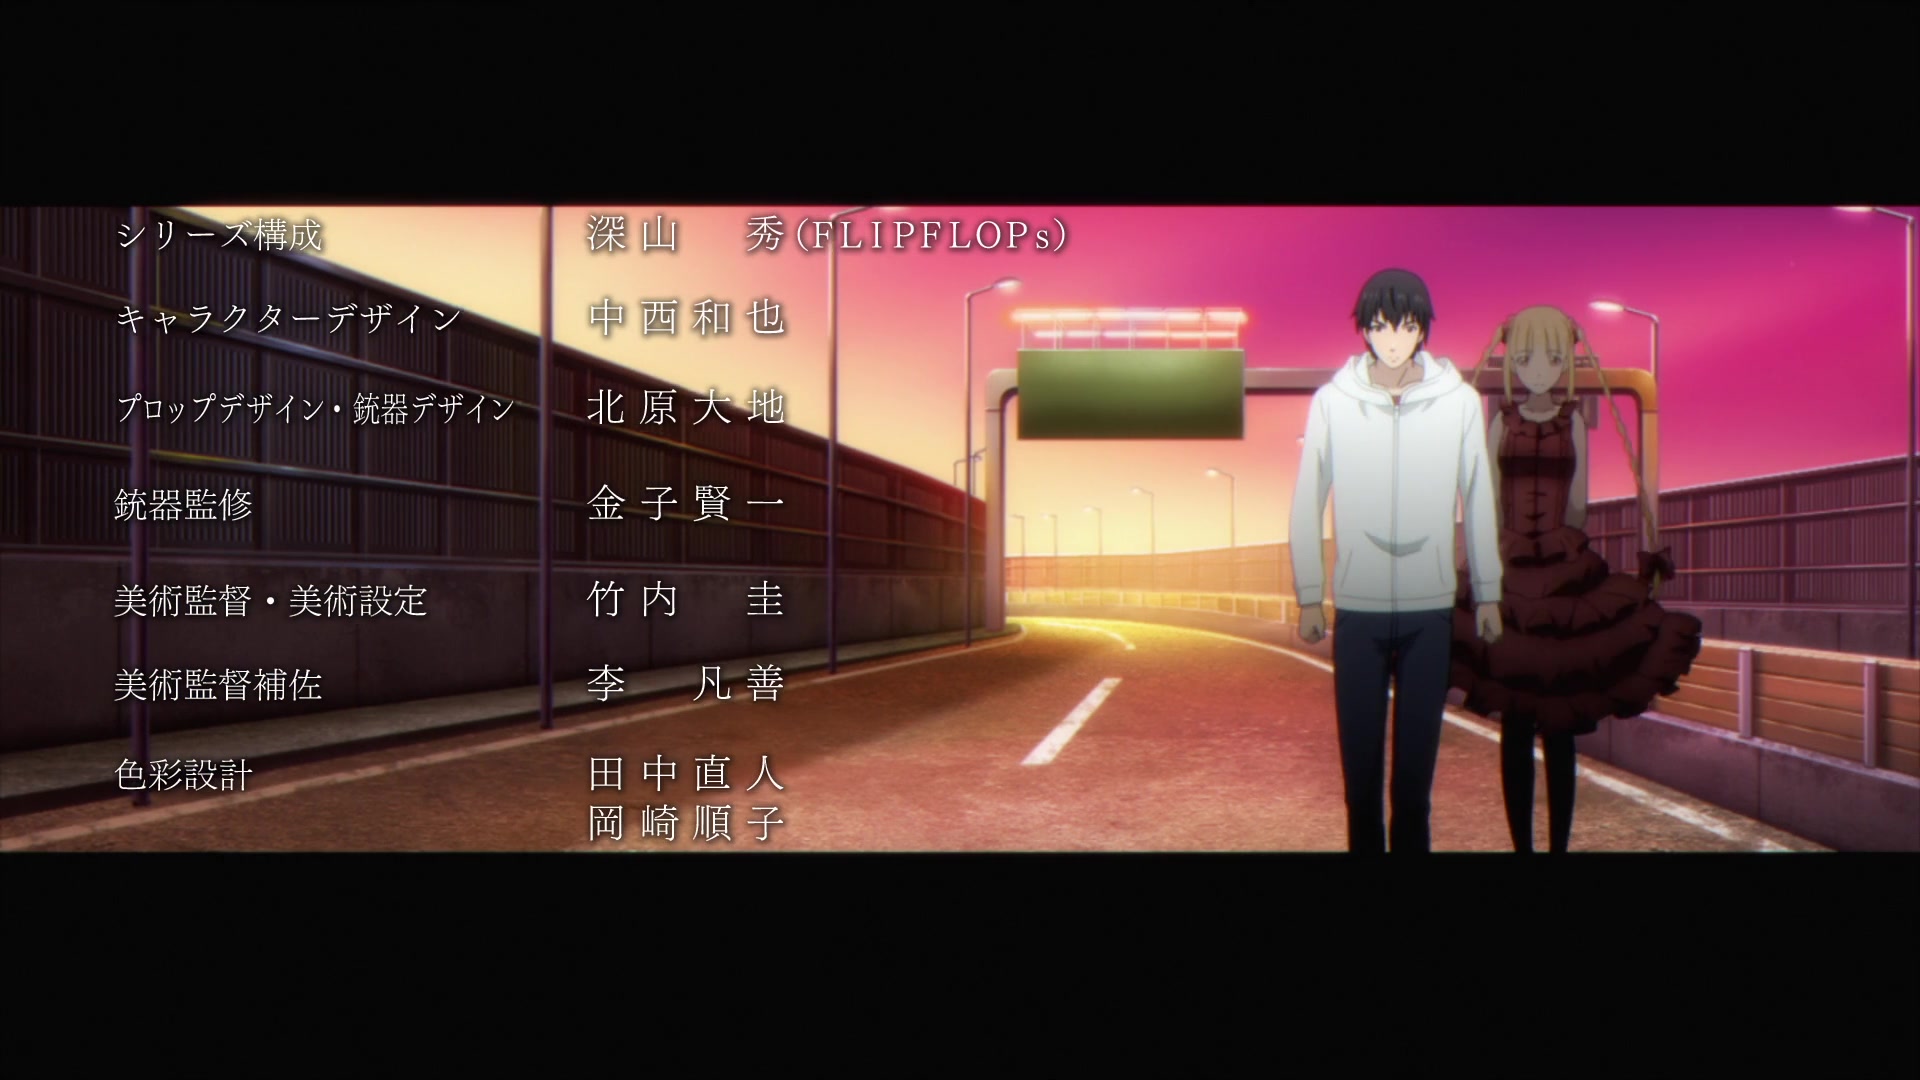 シリーズ構成 深山 秀(FLIPFLOPs)
キャラクターデザイン 中西和也
プロップデザイン・銃器デザイン 北原大地
銃器監修 金子賢一
美術監督・美術設定 竹内 圭
美術監督補佐 李 凡善
色彩設計 田中直人
岡崎順子